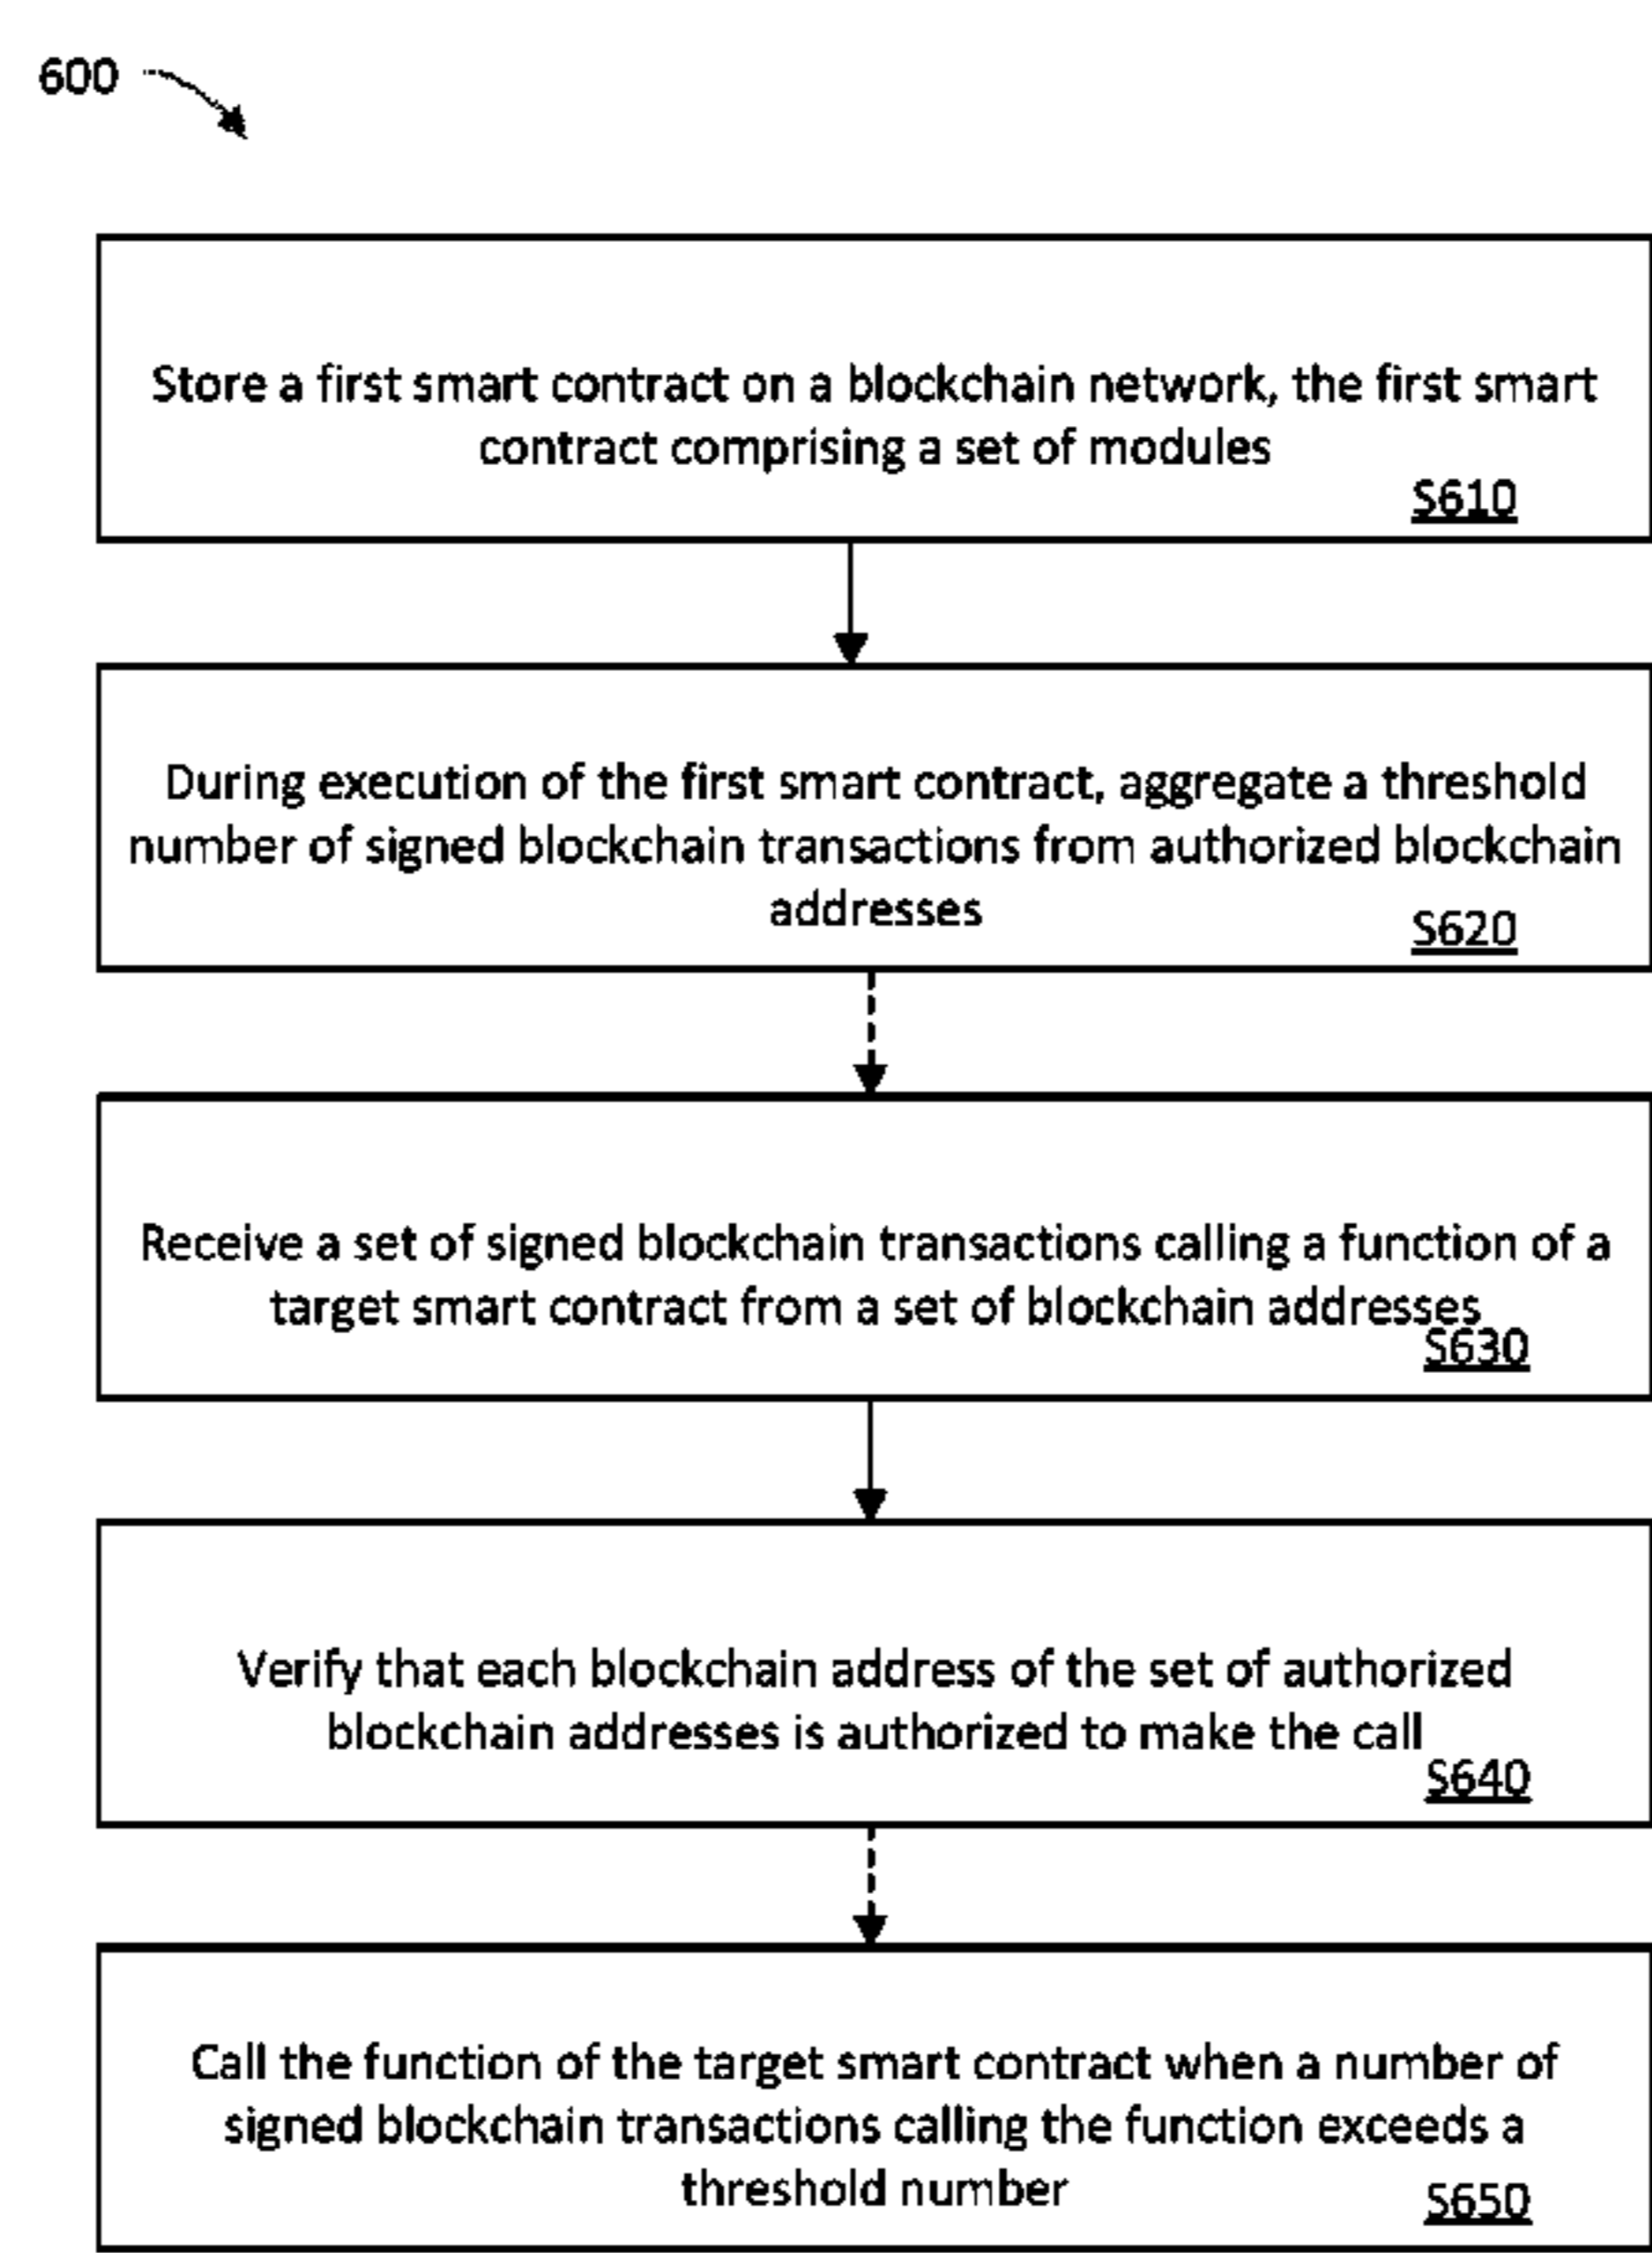 600
Store a first smart contract on a blockchain network, the first smart
contract comprising a set of modules
S610
During execution of the first smart contract, aggregate a threshold
number of signed blockchain transactions from authorized blockchain
addresses
S620
Receive a set of signed blockchain transactions calling a function of a
target smart contract from a set of blockchain addresses
S630
Verify that each blockchain address of the set of authorized
blockchain addresses is authorized to make the call
S640
Call the function of the target smart contract when a number of
signed blockchain transactions calling the function exceeds a
threshold number
S650